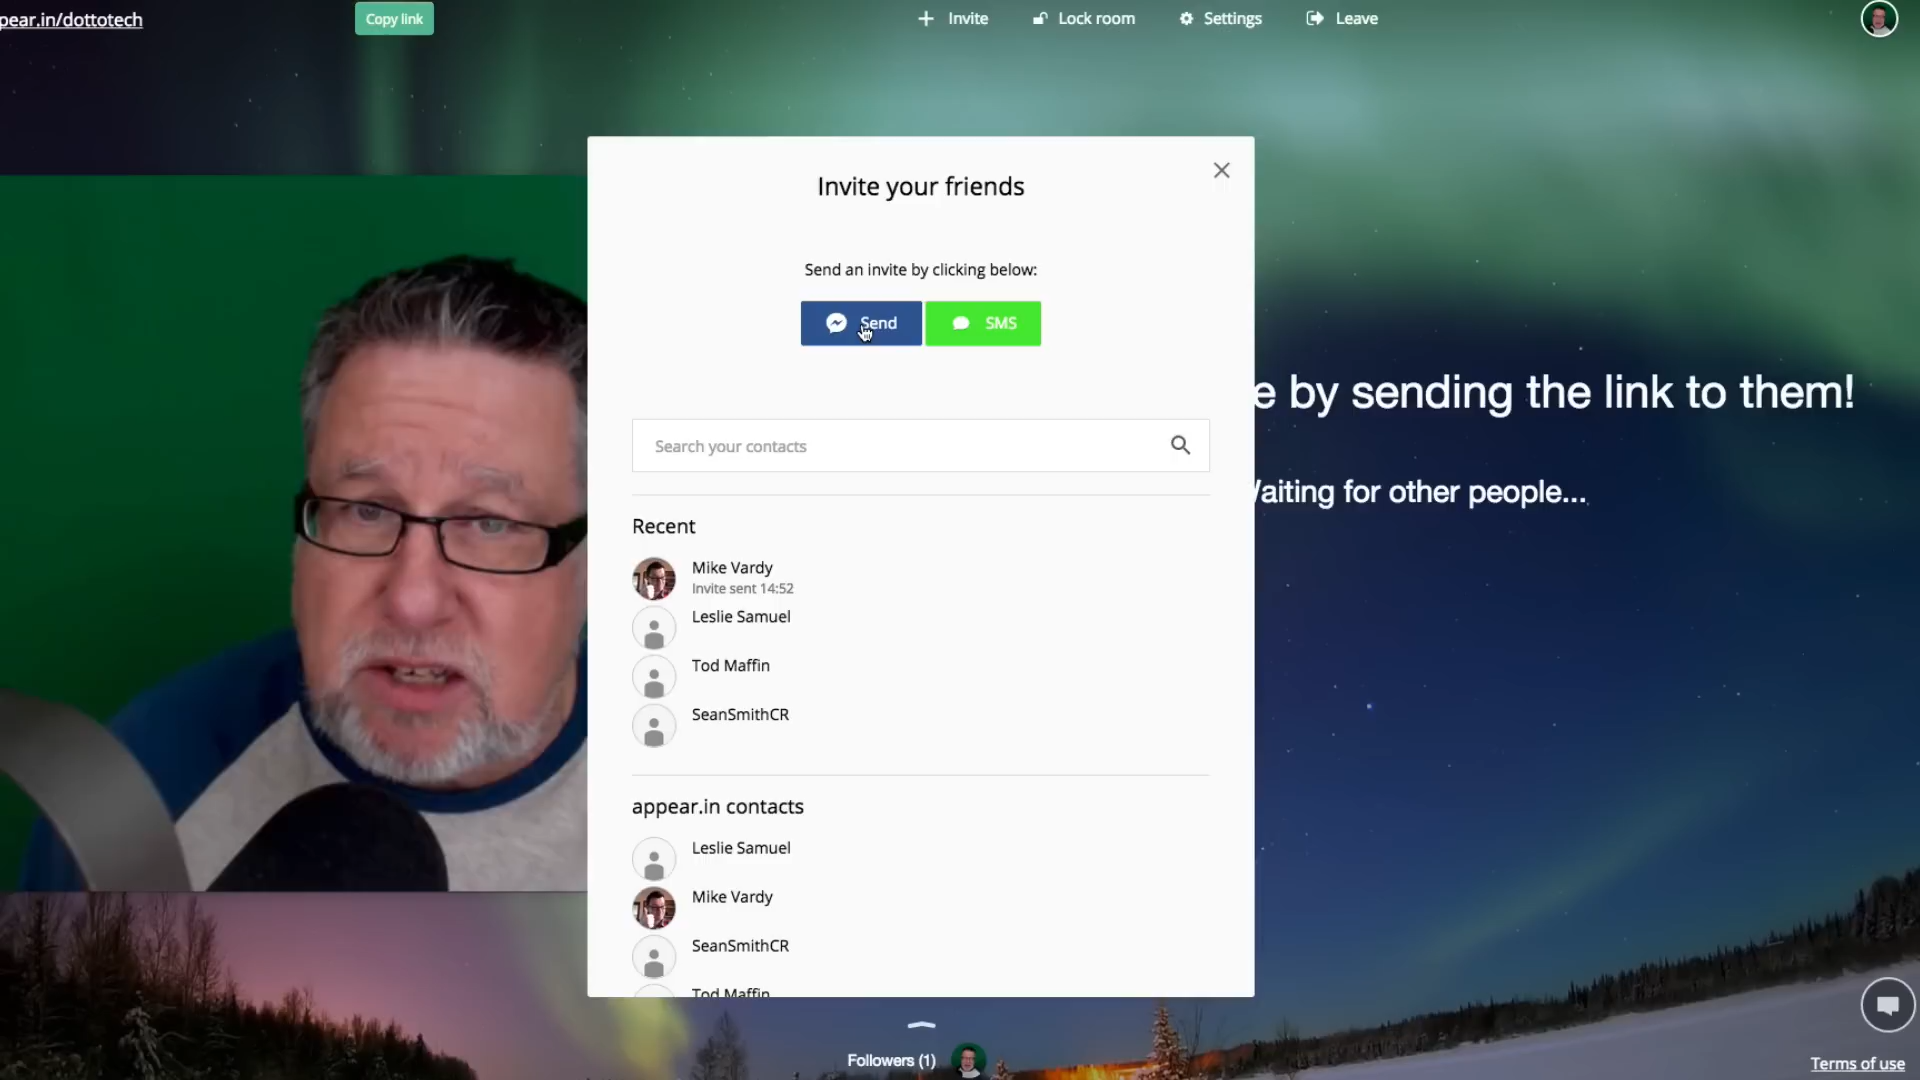 pear.in/dottotech
Copy link
Invite
Lock room
Settings
Leave
Invite your friends
Send an invite by clicking below:
Send
SMS
e by sending the link to them!
Search your contacts
Waiting for other people...
Recent
Mike Vardy
Invite sent 14:52
Leslie Samuel
Tod Maffin
SeanSmithCR
appear.in contacts
Leslie Samuel
Mike Vardy
SeanSmithCR
Tod Maffin
Followers (1)
Terms of use